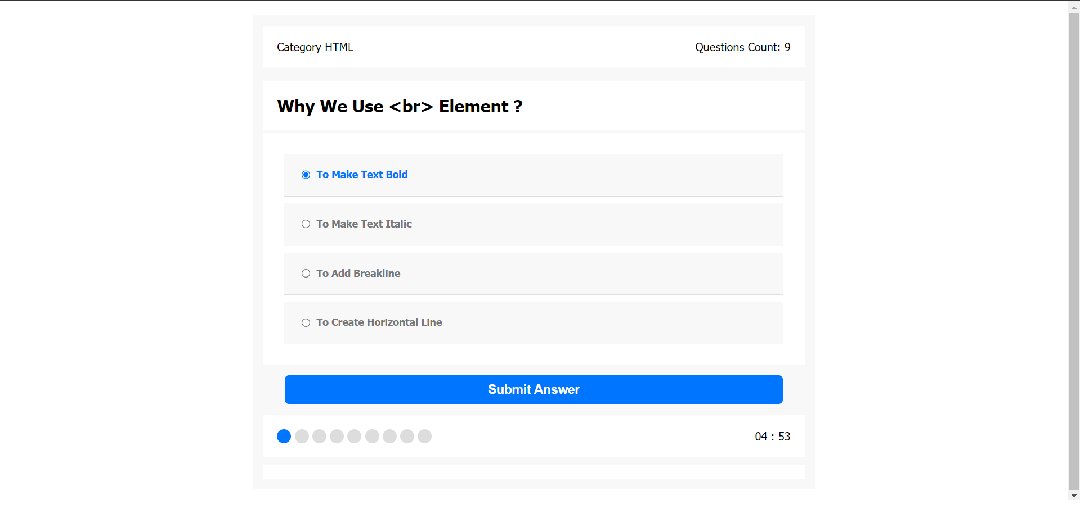 Category HTML
Questions Count: 9
Why We Use <br> Element ?
To Make Text Bold
To Make Text Italic
To Add Breakline
To Create Horizontal Line
Submit Answer
04 : 53